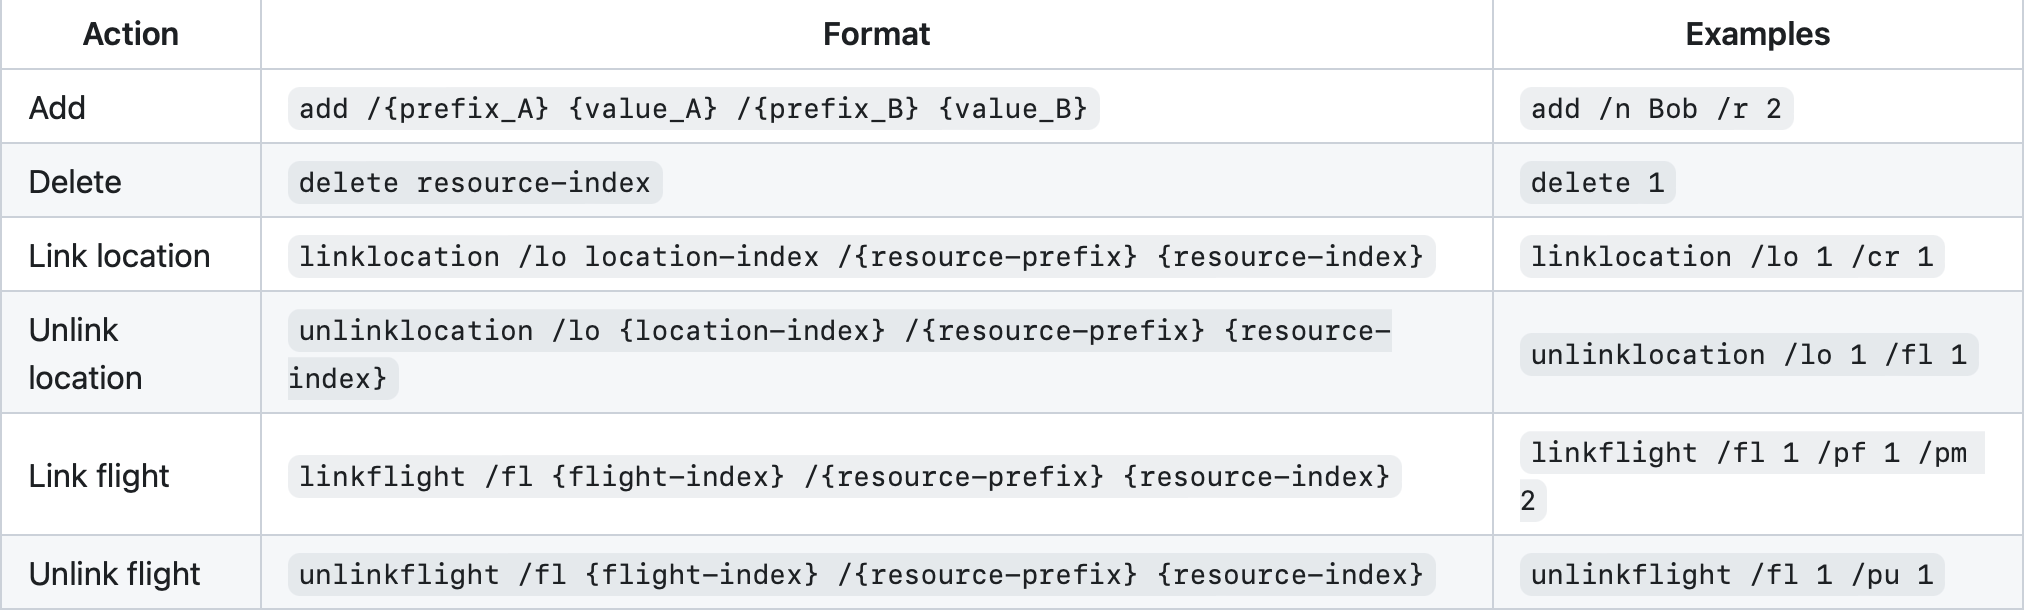 Action Format Examples
Add add /{prefix_A} {value_A} /{prefix_B} {value_B} add /n Bob /r 2
Delete delete resource-index delete 1
Link location linklocation /lo location-index /{resource-prefix} {resource-index} linklocation /lo 1 /cr 1
Unlink
location
unlinklocation /lo {location-index} /{resource-prefix} {resource-
index}
unlinklocation /lo 1 /fl 1
Link flight
linkflight /fl {flight-index} /{resource-prefix} {resource-index}
linkflight /fl 1 /pf 1 /pm
2
Unlink flight unlinkflight /fl {flight-index} /{resource-prefix} {resource-index} unlinkflight /fl 1 /pu 1